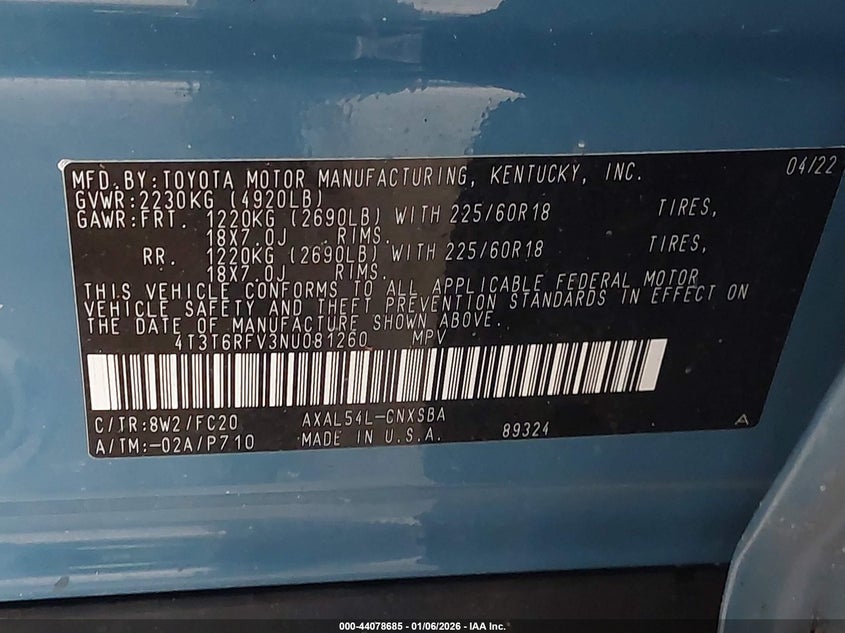 MFD.BY:TOYOTA MOTOR MANUFACTURING, KENTUCKY, INC. 04/22
GVWR:2230KG (4920LB)
GAWR:FRT. 1220KG (2690LB) WITH 225/60R18 TIRES,
18X7.0J RIMS.
RR. 1220KG (2690LB) WITH 225/60R18 TIRES,
18X7.0J RIMS.
THIS VEHICLE CONFORMS TO ALL APPLICABLE FEDERAL MOTOR
VEHICLE SAFETY AND THEFT PREVENTION STANDARDS IN EFFECT ON
THE DATE OF MANUFACTURE SHOWN ABOVE.
4T3T6RFV3NU081260 MPV
C/TR:8W2/FC20 AXAL54L-CNXSBA
A/TM:-02A/P710 MADE IN U.S.A. 89324 A
000-44078685 - 01/06/2026 - IAA Inc.